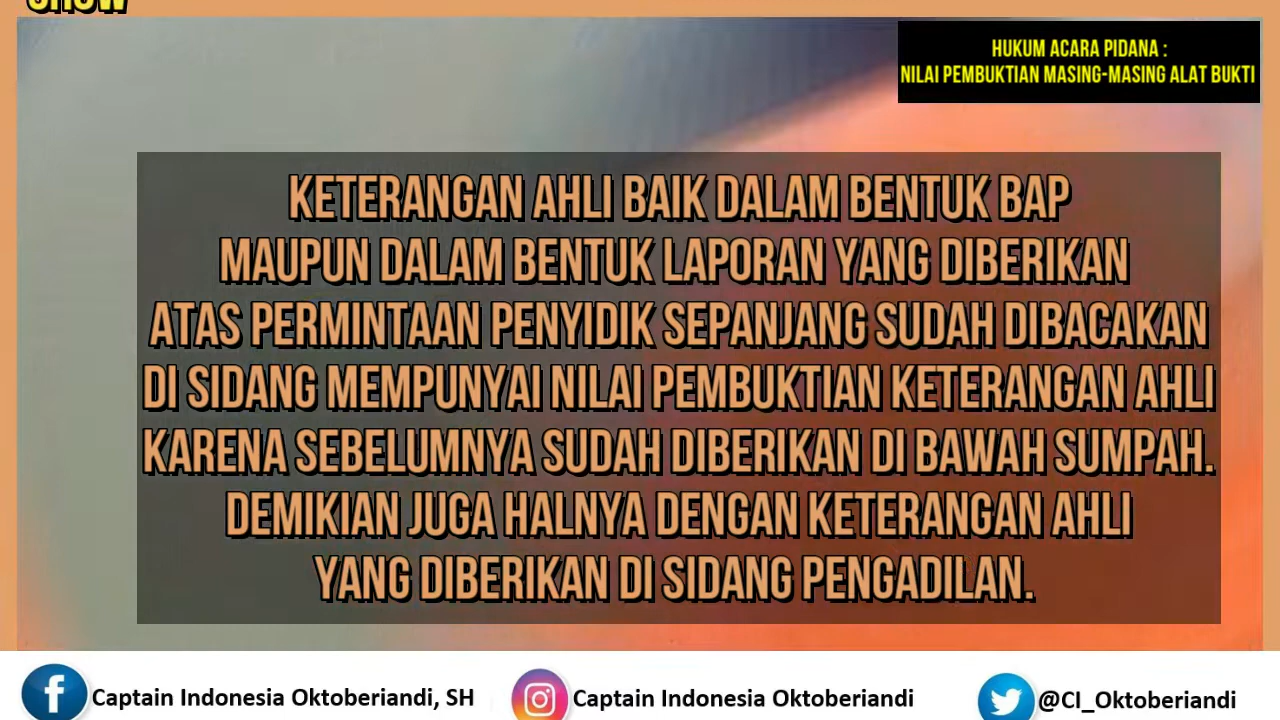 SHOW
HUKUM ACARA PIDANA :
NILAI PEMBUKTIAN MASING-MASING ALAT BUKTI
KETERANGAN AHLI BAIK DALAM BENTUK BAP
MAUPUN DALAM BENTUK LAPORAN YANG DIBERIKAN
ATAS PERMINTAAN PENYIDIK SEPANJANG SUDAH DIBACAKAN
DI SIDANG MEMPUNYAI NILAI PEMBUKTIAN KETERANGAN AHLI
KARENA SEBELUMNYA SUDAH DIBERIKAN DI BAWAH SUMPAH.
DEMIKIAN JUGA HALNYA DENGAN KETERANGAN AHLI
YANG DIBERIKAN DI SIDANG PENGADILAN.
Captain Indonesia Oktoberiandi, SH
Captain Indonesia Oktoberiandi
@CI_Oktoberiandi